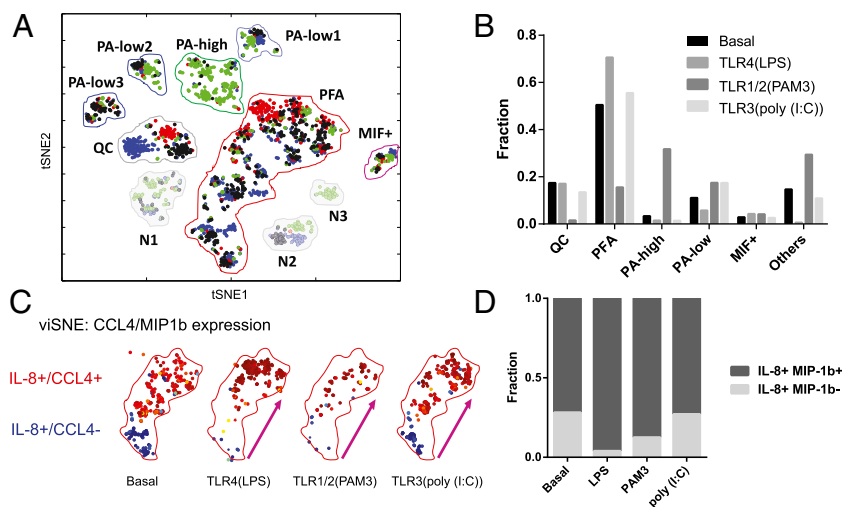 A
PA-low2
PA-high
PA-low1
PA-low3
PFA
MIF+
QC
N1
N2
N3
tSNE2
tSNE1
B
Basal
TLR4(LPS)
TLR1/2(PAM3)
TLR3(poly (I:C))
Fraction
0.8
0.6
0.4
0.2
0.0
QC
PFA
PA-high
PA-low
MIF+
Others
C
viSNE: CCL4/MIP1b expression
IL-8+/CCL4+
IL-8+/CCL4-
Basal
TLR4(LPS)
TLR1/2(PAM3)
TLR3(poly (I:C))
D
Fraction
1.0
0.5
0.0
IL-8+ MIP-1b+
IL-8+ MIP-1b-
Basal
LPS
PAM3
poly (I:C)